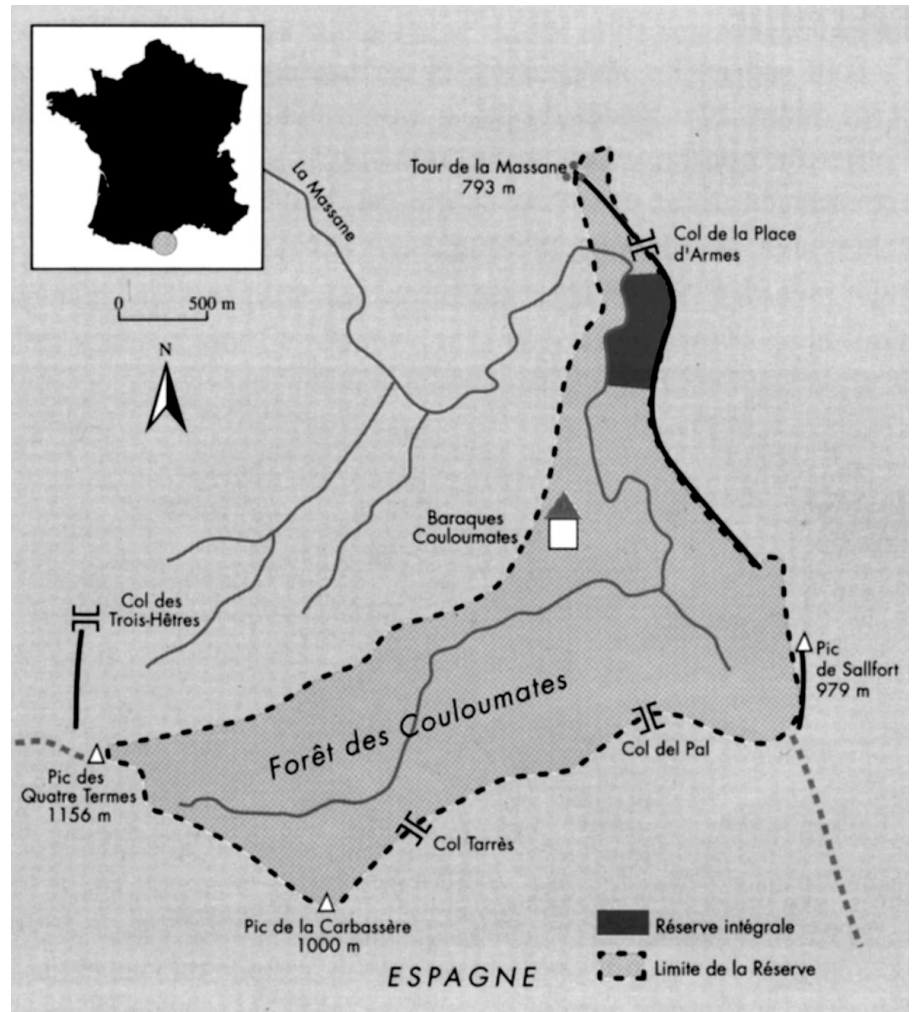 La Massane
Tour de la Massane
793 m
Col de la Place
d'Armes
0
500 m
N
Baraques
Couloumates
Col des
Trois-Hêtres
Pic
de Sallfort
979 m
Forêt des Couloumates
Col del Pal
Pic des
Quatre Termes
1156 m
Col Tarrès
Pic de la Carbassère
1000 m
Réserve intégrale
Limite de la Réserve
ESPAGNE